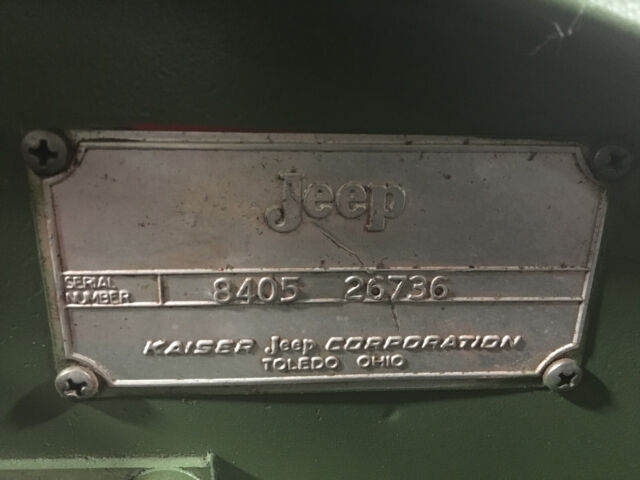 Jeep
SERIAL NUMBER 8405 26736
KAISER Jeep CORPORATION
TOLEDO OHIO